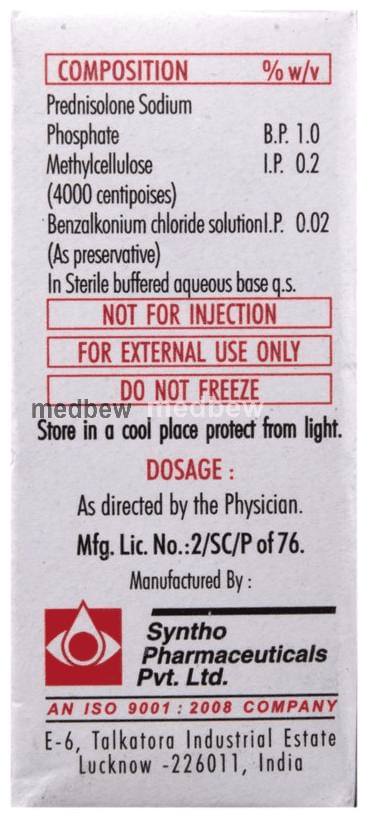 COMPOSITION % w/v
Prednisolone Sodium
Phosphate B.P. 1.0
Methylcellulose I.P. 0.2
(4000 centipoises)
Benzalkonium chloride solution I.P. 0.02
(As preservative)
In Sterile buffered aqueous base q.s.
NOT FOR INJECTION
FOR EXTERNAL USE ONLY
DO NOT FREEZE
medbew medbew
Store in a cool place protect from light.
DOSAGE :
As directed by the Physician.
Mfg. Lic. No.:2/SC/P of 76.
Manufactured By :
Syntho
Pharmaceuticals
Pvt. Ltd.
AN ISO 9001 : 2008 COMPANY
E-6, Talkatora Industrial Estate
Lucknow -226011, India